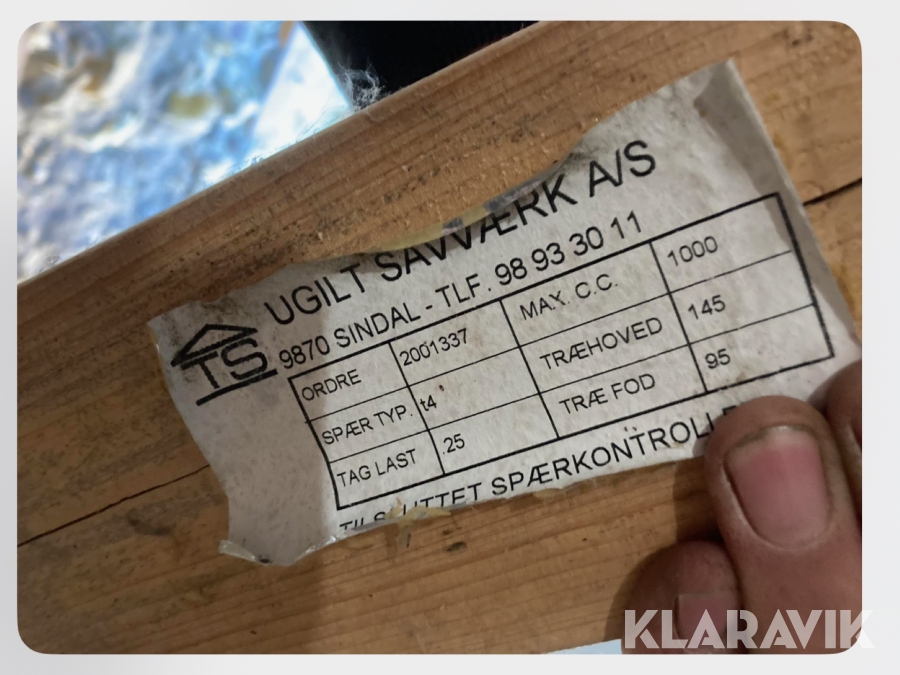 UGILT SAVVÆRK A/S
TS
9870 SINDAL - TLF. 98 93 30 11
ORDRE 2001337 MAX. C.C. 1000
SPÆR TYP. t4 TRÆHOVED 145
TAG LAST .25 TRÆ FOD 95
TILSLUTTET SPÆRKONTROLLE
KLARAVIK